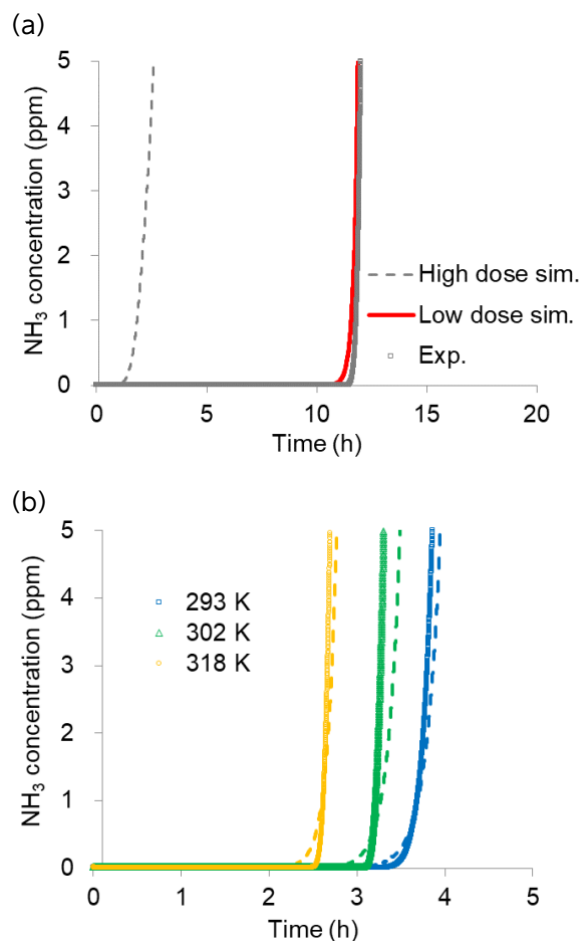 (a)
NH₃ concentration (ppm)
5
4
3
2
1
0
High dose sim.
Low dose sim.
Exp.
0 5 10 15 20
Time (h)
(b)
NH₃ concentration (ppm)
5
4
3
2
1
0
293 K
302 K
318 K
0 1 2 3 4 5
Time (h)